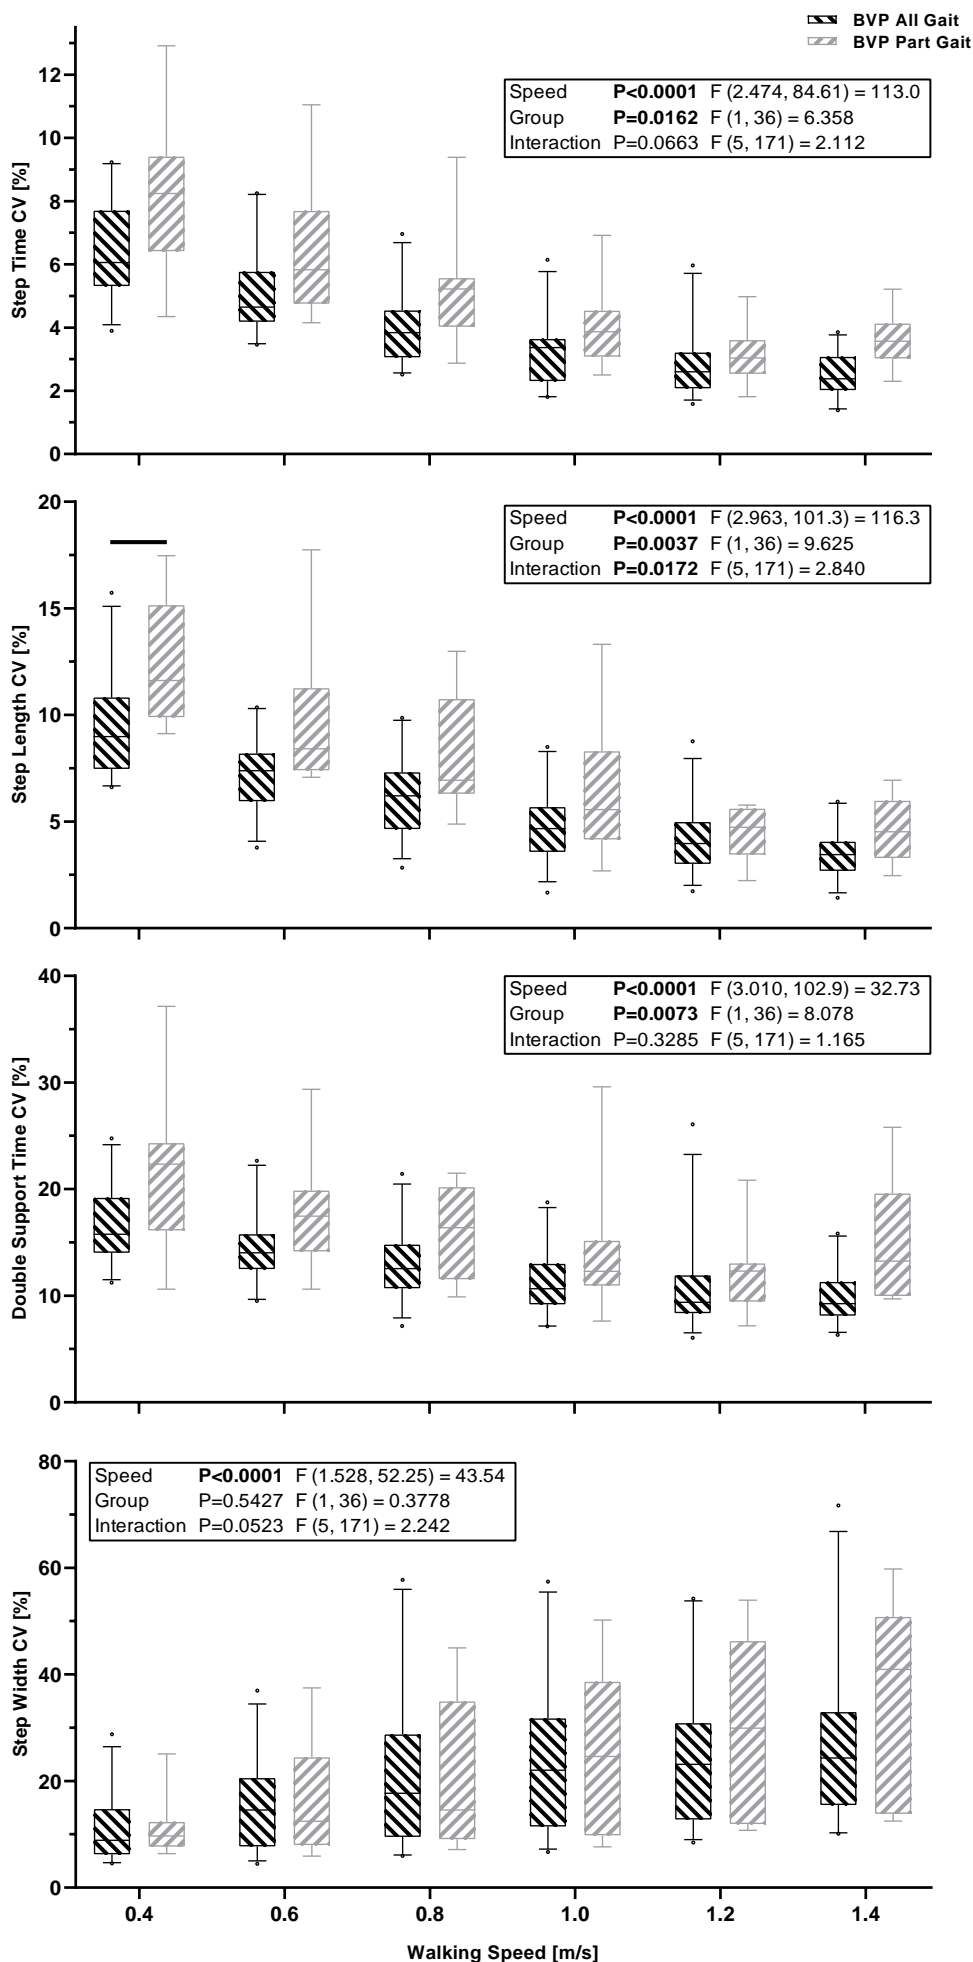 BVP All Gait
BVP Part Gait
Step Time CV [%]
12
10
8
6
4
2
0
Speed P<0.0001 F (2.474, 84.61) = 113.0
Group P=0.0162 F (1, 36) = 6.358
Interaction P=0.0663 F (5, 171) = 2.112
Step Length CV [%]
20
15
10
5
0
Speed P<0.0001 F (2.963, 101.3) = 116.3
Group P=0.0037 F (1, 36) = 9.625
Interaction P=0.0172 F (5, 171) = 2.840
Double Support Time CV [%]
40
30
20
10
0
Speed P<0.0001 F (3.010, 102.9) = 32.73
Group P=0.0073 F (1, 36) = 8.078
Interaction P=0.3285 F (5, 171) = 1.165
Step Width CV [%]
80
60
40
20
0
Speed P<0.0001 F (1.528, 52.25) = 43.54
Group P=0.5427 F (1, 36) = 0.3778
Interaction P=0.0523 F (5, 171) = 2.242
0.4 0.6 0.8 1.0 1.2 1.4
Walking Speed [m/s]